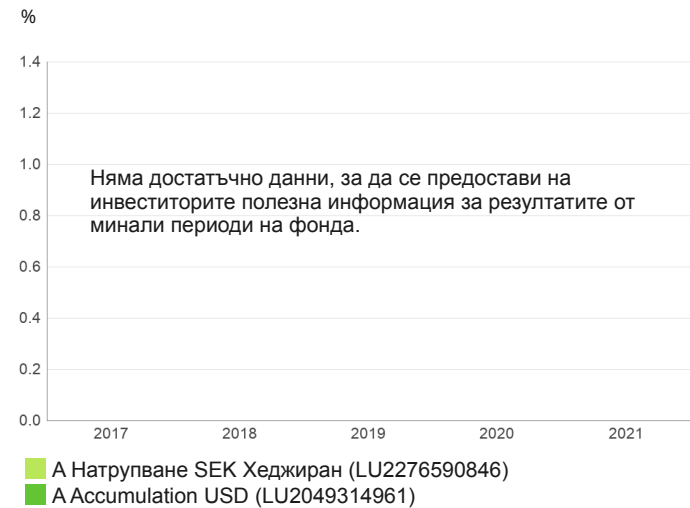 %
1.4
1.2
1.0
Няма достатъчно данни, за да се предостави на
инвеститорите полезна информация за резултатите от
0.8
минали периоди на фонда.
0.6
0.4
0.2
0.0
2017 2018 2019 2020 2021
А Натрупване SEK Хеджиран (LU2276590846)
A Accumulation USD (LU2049314961)